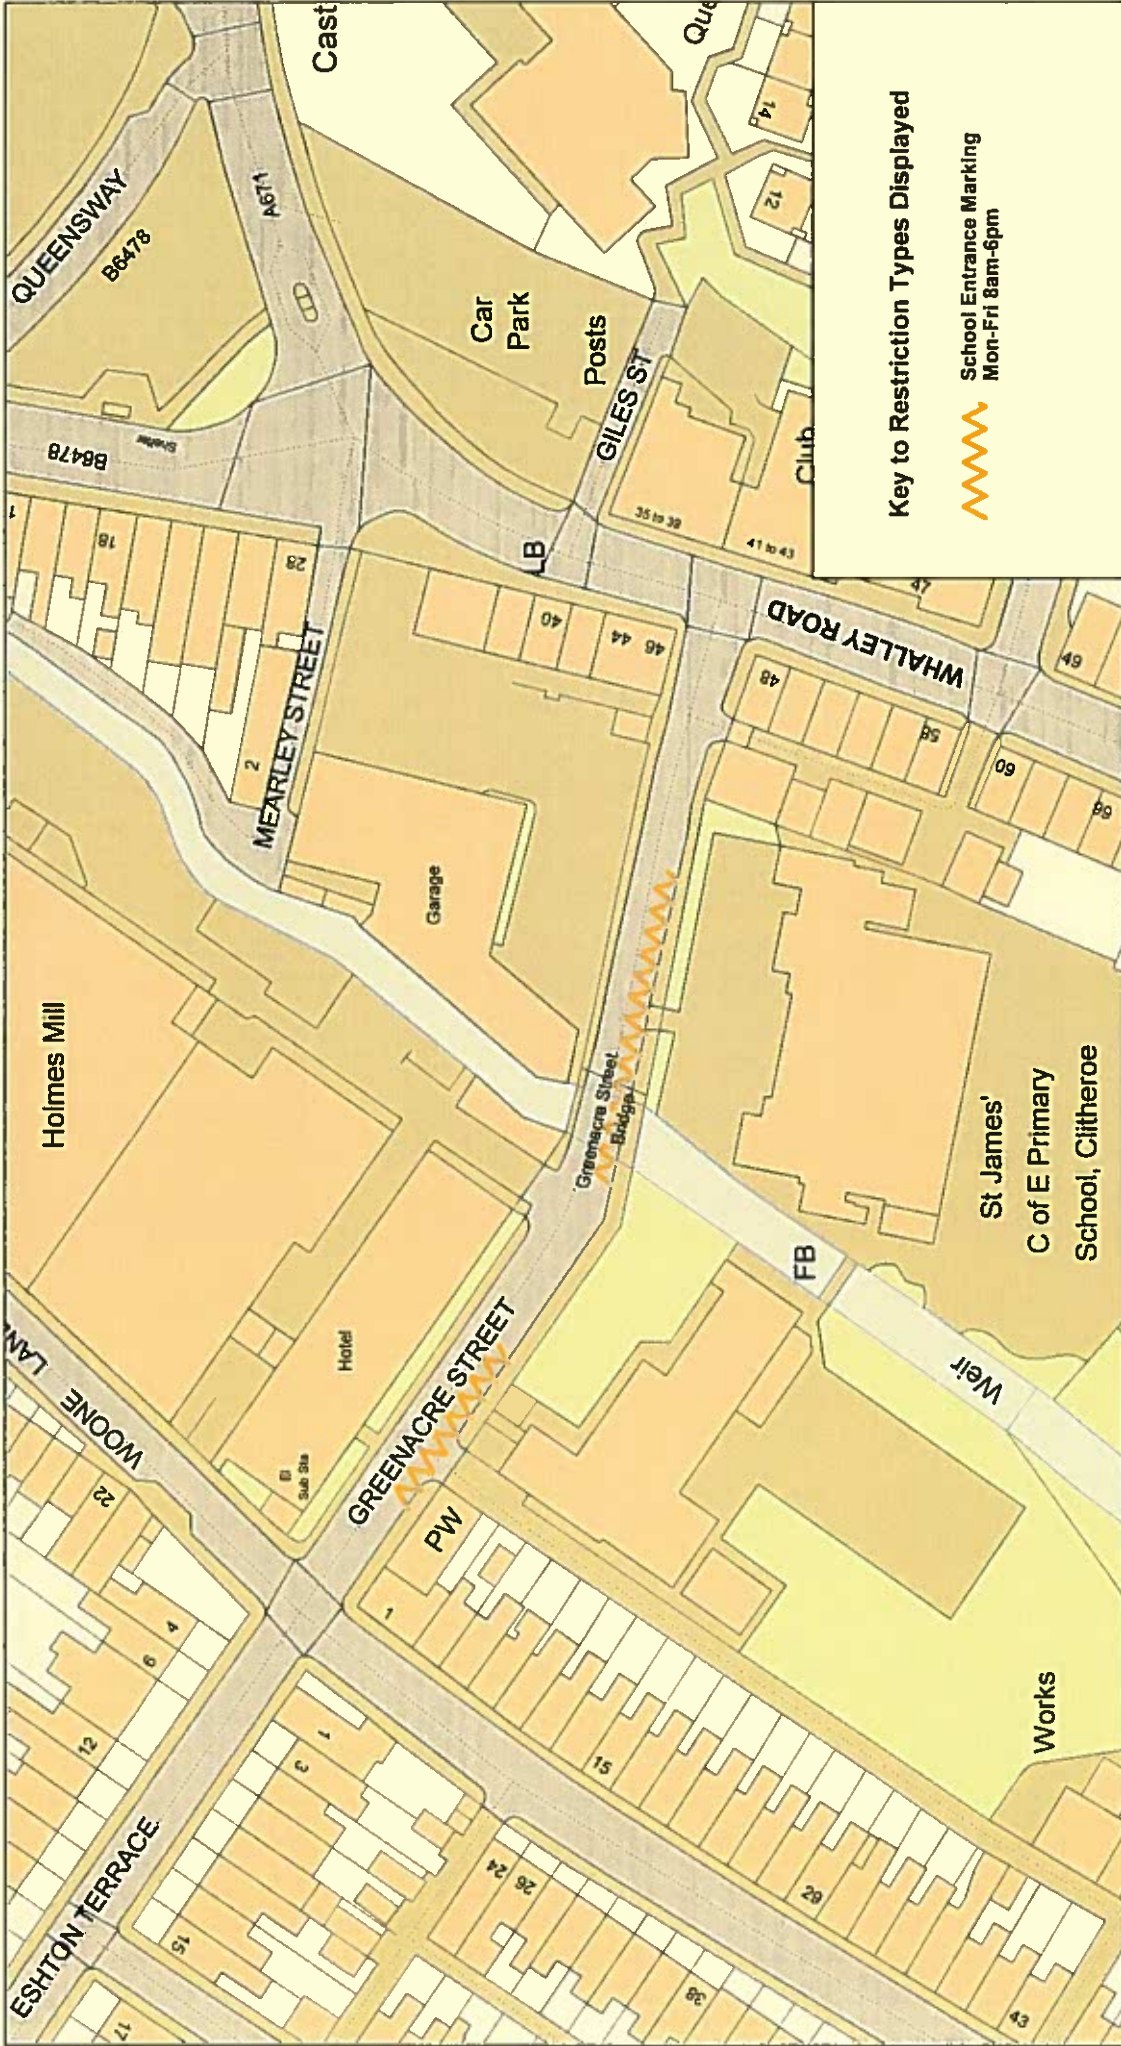 ESHTON TERRACE
17
15
12
6
4
3
1
22
WOONE LANE
Holmes Mill
El
Sub Sta
Hotel
GREENACRE STREET
PW
1
15
29
43
24
26
38
Works
Weir
FB
Greenacre Street
Bridge
Garage
MEARLEY STREET
2
18
28
B6478
Shelter
QUEENSWAY
B6478
A671
Cast
Car
Park
Posts
GILES ST
LB
40
44
46
48
58
60
68
WHALLEY ROAD
35 to 39
41 to 43
47
49
Club
12
14
Que
St James'
C of E Primary
School, Clitheroe
Key to Restriction Types Displayed
School Entrance Marking
Mon-Fri 8am-6pm